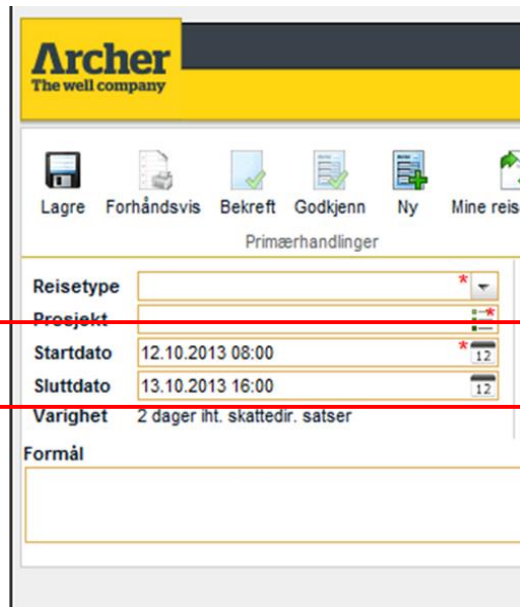 Archer
The well company
Lagre Forhåndsvis Bekreft Godkjenn Ny Mine reis
Primærhandlinger
Reisetype * 
Prosjekt *
Startdato 12.10.2013 08:00 * 12
Sluttdato 13.10.2013 16:00 12
Varighet 2 dager iht. skattedir. satser
Formål